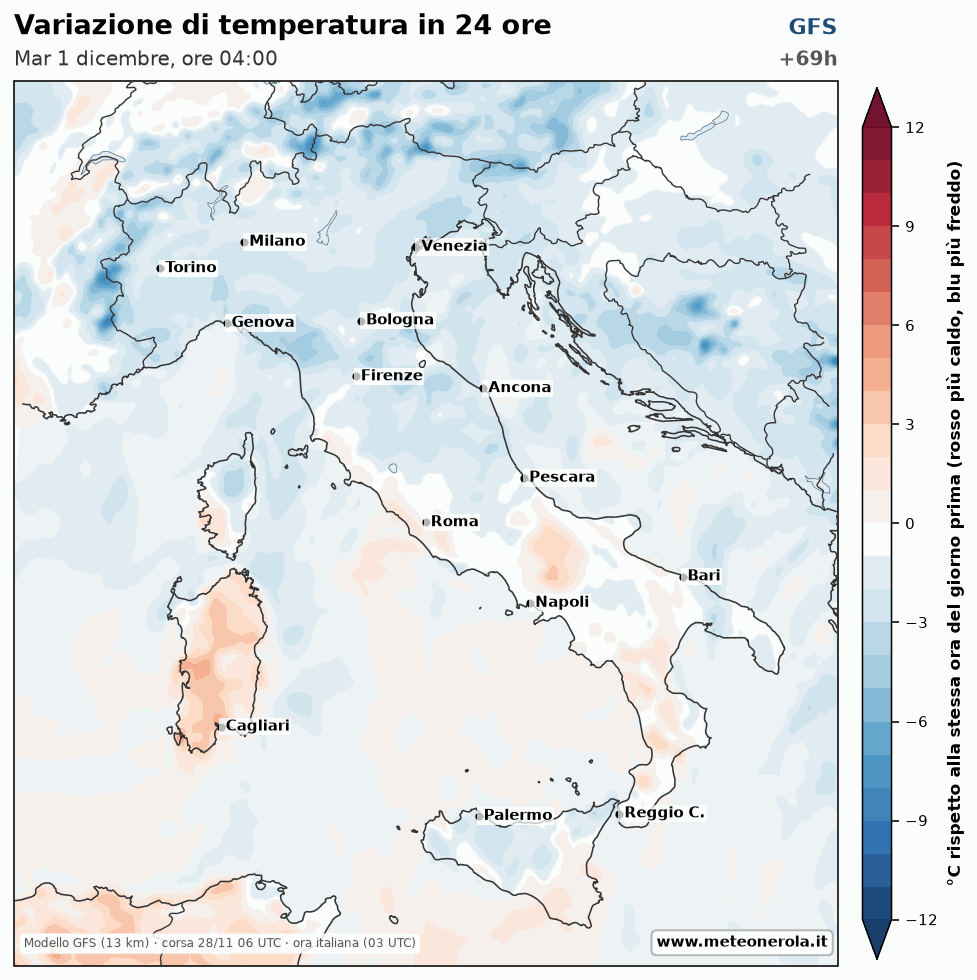 Variazione di temperatura in 24 ore
GFS
Mar 1 dicembre, ore 04:00
+69h
Milano
Venezia
Torino
Genova
Bologna
Firenze
Ancona
Pescara
Roma
Bari
Napoli
Cagliari
Palermo
Reggio C.
Modello GFS (13 km) · corsa 28/11 06 UTC · ora italiana (03 UTC)
www.meteonerola.it
12
9
6
3
0
−3
−6
−9
−12
°C rispetto alla stessa ora del giorno prima (rosso più caldo, blu più freddo)